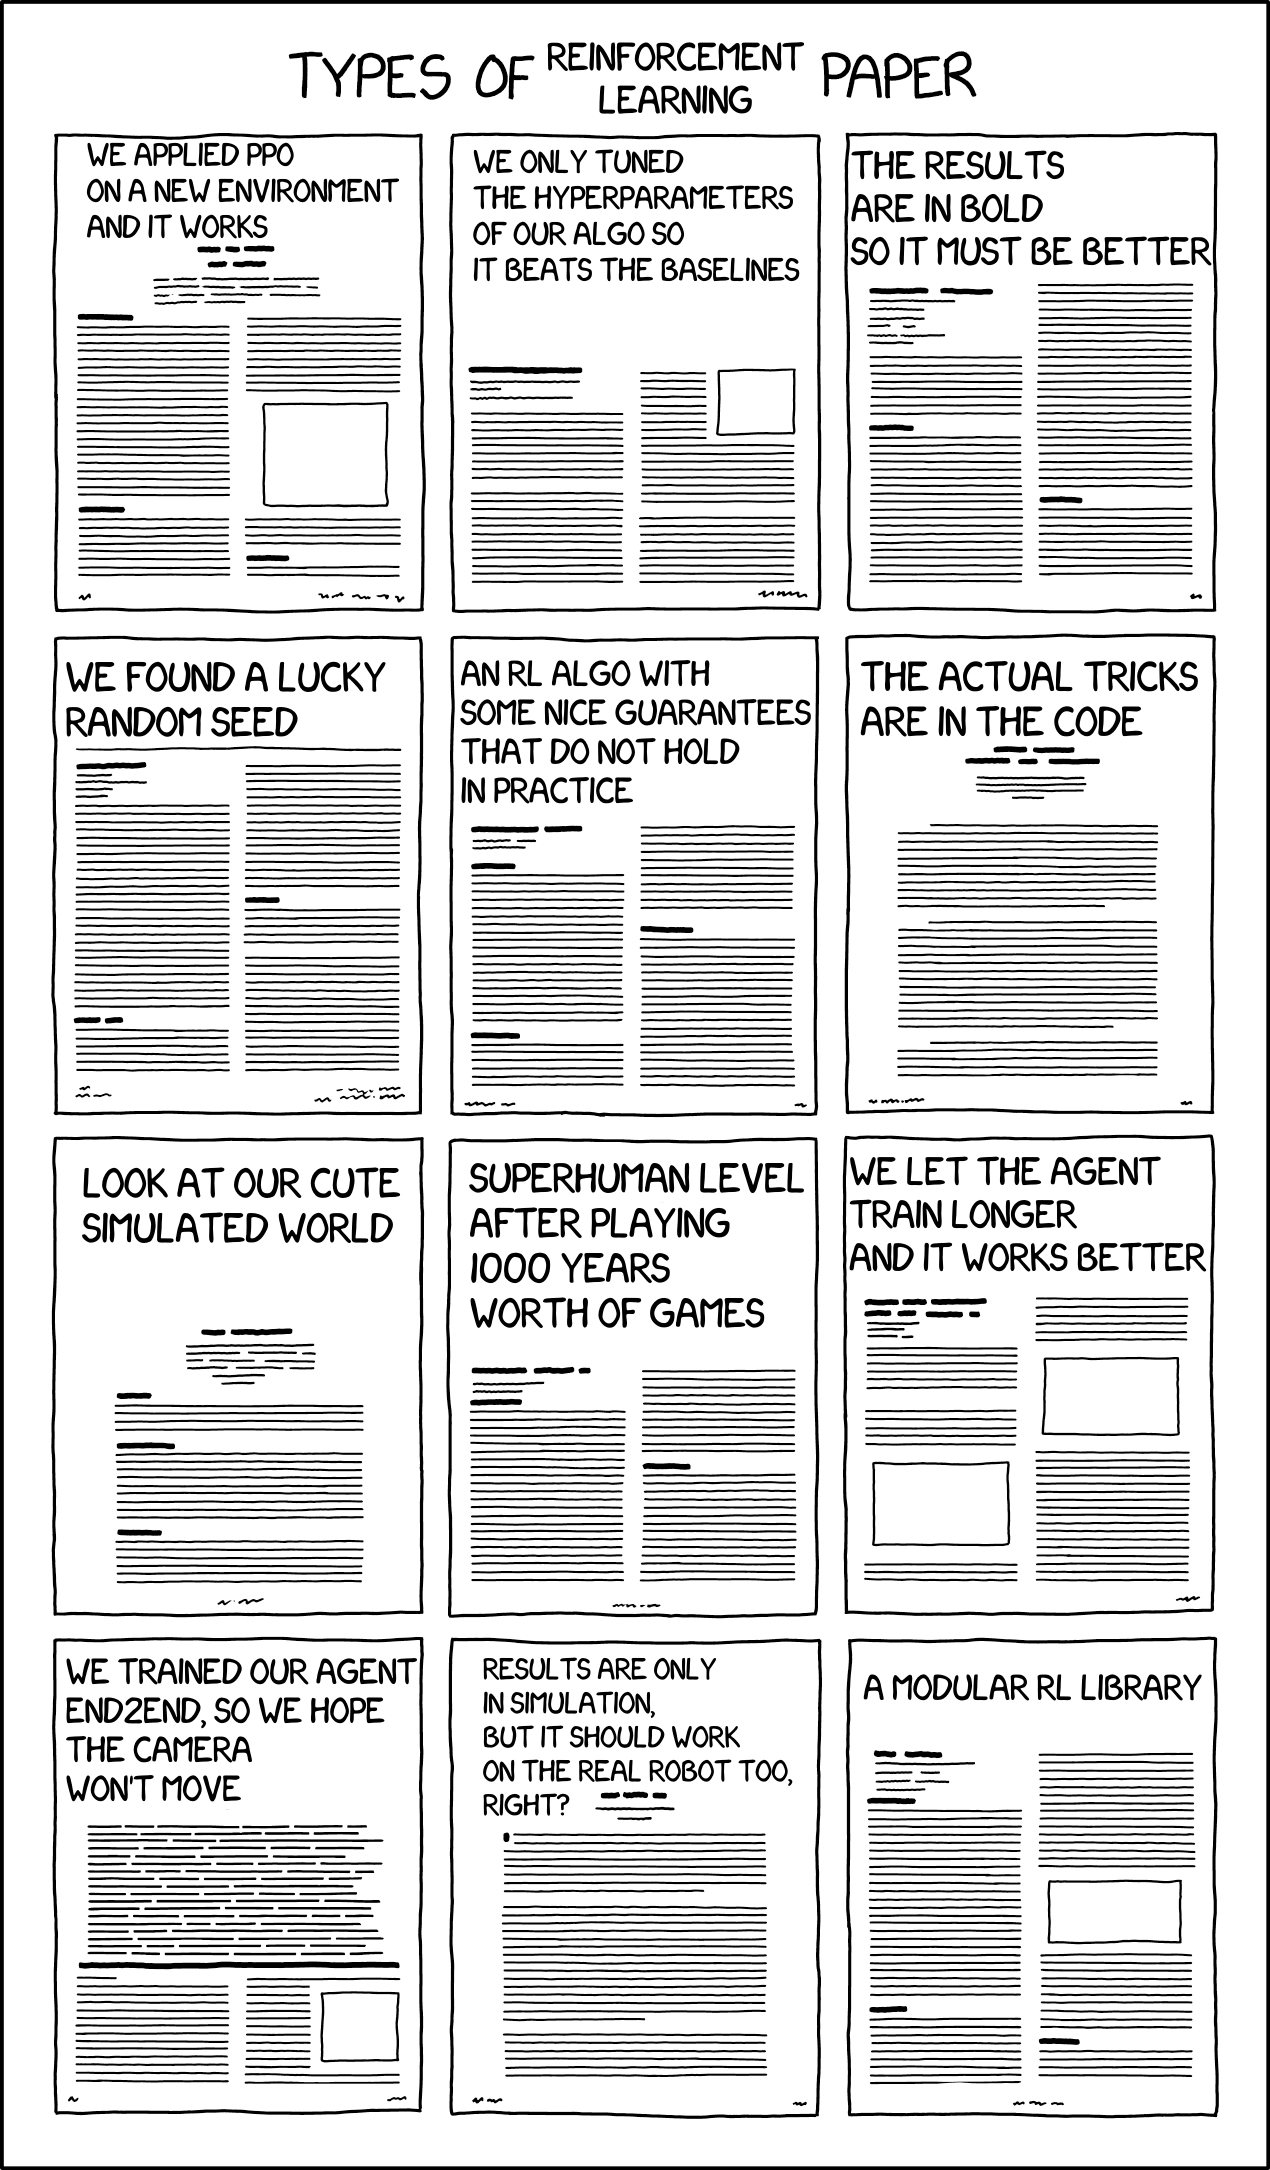 TYPES OF REINFORCEMENT LEARNING PAPER
WE APPLIED PPO
ON A NEW ENVIRONMENT
AND IT WORKS
WE ONLY TUNED
THE HYPERPARAMETERS
OF OUR ALGO SO
IT BEATS THE BASELINES
THE RESULTS
ARE IN BOLD
SO IT MUST BE BETTER
WE FOUND A LUCKY
RANDOM SEED
AN RL ALGO WITH
SOME NICE GUARANTEES
THAT DO NOT HOLD
IN PRACTICE
THE ACTUAL TRICKS
ARE IN THE CODE
LOOK AT OUR CUTE
SIMULATED WORLD
SUPERHUMAN LEVEL
AFTER PLAYING
1000 YEARS
WORTH OF GAMES
WE LET THE AGENT
TRAIN LONGER
AND IT WORKS BETTER
WE TRAINED OUR AGENT
END2END, SO WE HOPE
THE CAMERA
WON'T MOVE
RESULTS ARE ONLY
IN SIMULATION,
BUT IT SHOULD WORK
ON THE REAL ROBOT TOO,
RIGHT?
A MODULAR RL LIBRARY